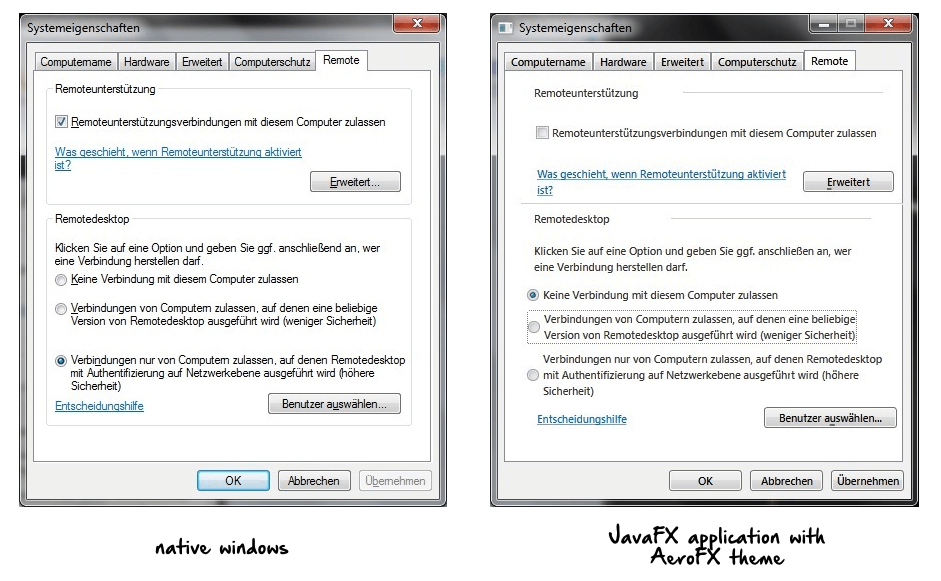 Systemeigenschaften
Computername Hardware Erweitert Computerschutz Remote
Remoteunterstützung
Remoteunterstützungsverbindungen mit diesem Computer zulassen
Was geschieht, wenn Remoteunterstützung aktiviert
ist?
Erweitert...
Remotedesktop
Klicken Sie auf eine Option und geben Sie ggf. anschließend an, wer
eine Verbindung herstellen darf.
Keine Verbindung mit diesem Computer zulassen
Verbindungen von Computern zulassen, auf denen eine beliebige
Version von Remotedesktop ausgeführt wird (weniger Sicherheit)
Verbindungen nur von Computern zulassen, auf denen Remotedesktop
mit Authentifizierung auf Netzwerkebene ausgeführt wird (höhere
Sicherheit)
Entscheidungshilfe
Benutzer auswählen...
OK Abbrechen Übernehmen
native windows
Systemeigenschaften
Computername Hardware Erweitert Computerschutz Remote
Remoteunterstützung
Remoteunterstützungsverbindungen mit diesem Computer zulassen
Was geschieht, wenn Remoteunterstützung aktiviert
ist?
Erweitert
Remotedesktop
Klicken Sie auf eine Option und geben Sie ggf. anschließen an, wer
eine Verbindung herstellen darf.
Keine Verbindung mit diesem Computer zulassen
Verbindungen von Computern zulassen, auf denen eine beliebige
Version von Remotedesktop ausgeführt wird (weniger Sicherheit)
Verbindungen nur von Computern zulassen, auf denen Remotedesktop
mit Authentifizierung auf Netzwerkebene ausgeführt wird (höhere
Sicherheit)
Entscheidungshilfe
Benutzer auswählen...
OK Abbrechen Übernehmen
JavaFX application with
AeroFX theme